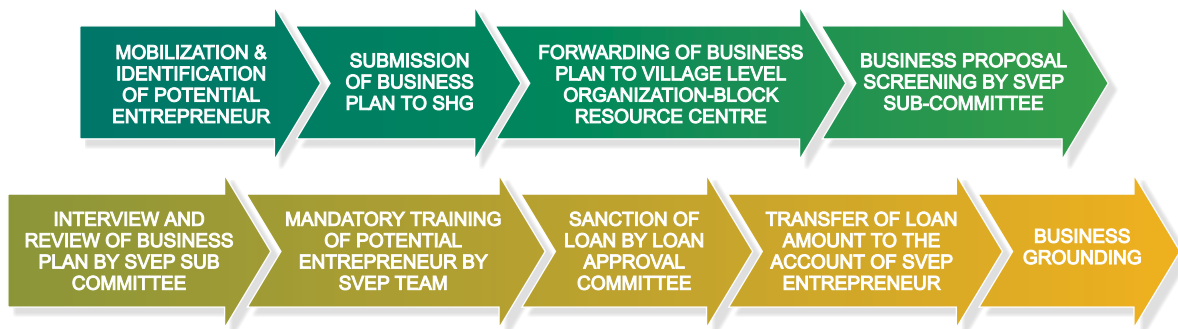 MOBILIZATION &
IDENTIFICATION
OF POTENTIAL
ENTREPRENEUR
SUBMISSION
OF BUSINESS
PLAN TO SHG
FORWARDING OF BUSINESS
PLAN TO VILLAGE LEVEL
ORGANIZATION-BLOCK
RESOURCE CENTRE
BUSINESS PROPOSAL
SCREENING BY SVEP
SUB-COMMITTEE
INTERVIEW AND
REVIEW OF BUSINESS
PLAN BY SVEP SUB
COMMITTEE
MANDATORY TRAINING
OF POTENTIAL
ENTREPRENEUR BY
SVEP TEAM
SANCTION OF
LOAN BY LOAN
APPROVAL
COMMITTEE
TRANSFER OF LOAN
AMOUNT TO THE
ACCOUNT OF SVEP
ENTREPRENEUR
BUSINESS
GROUNDING